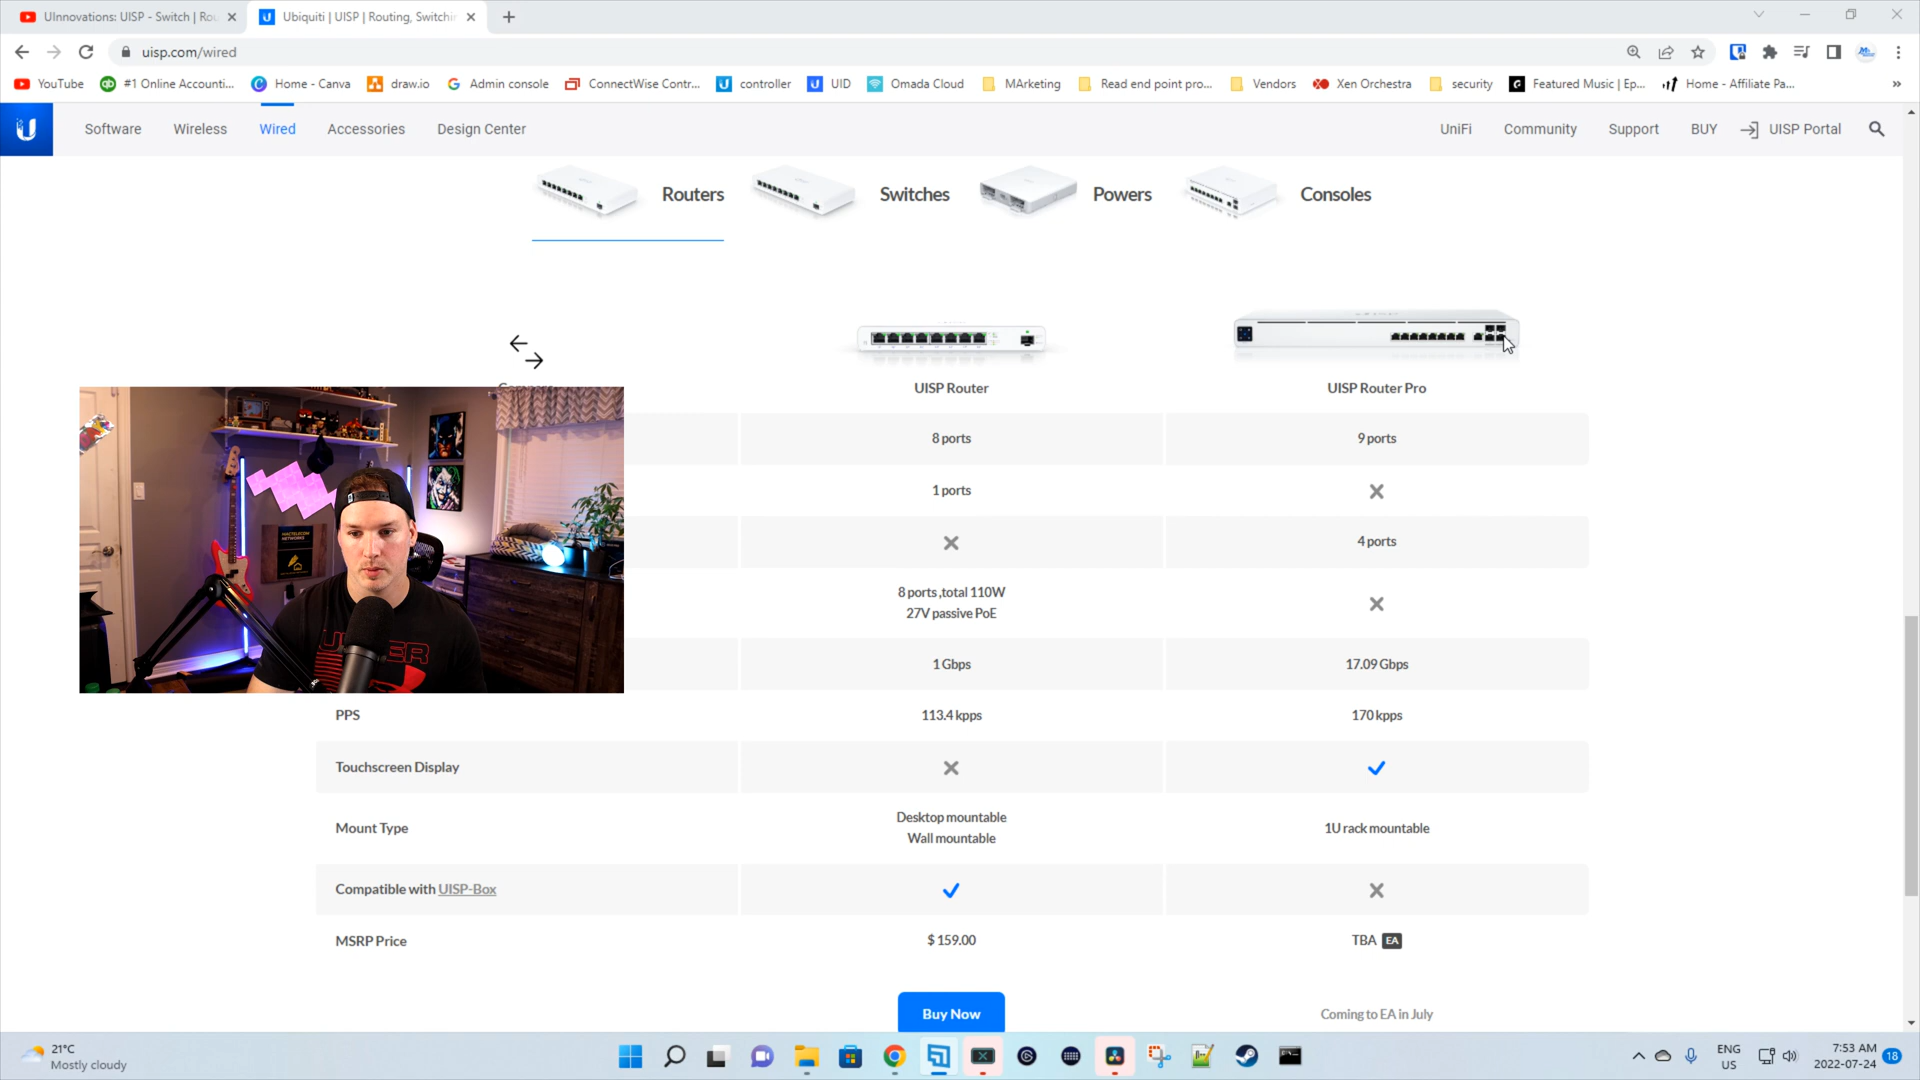 UInnovations: UISP - Switch | Rou
Ubiquiti | UISP | Routing, Switchin
uisp.com/wired
YouTube
#1 Online Accounti...
Home - Canva
draw.io
Admin console
ConnectWise Contr...
controller
UID
Omada Cloud
MArketing
Read end point pro...
Vendors
Xen Orchestra
security
Featured Music | Ep...
Home - Affiliate Pa...
Software
Wireless
Wired
Accessories
Design Center
UniFi
Community
Support
BUY
UISP Portal
Routers
Switches
Powers
Consoles
UISP Router
UISP Router Pro
8 ports
9 ports
1 ports
4 ports
8 ports ,total 110W
27V passive PoE
1 Gbps
17.09 Gbps
PPS
113.4 kpps
170 kpps
Touchscreen Display
Mount Type
Desktop mountable
Wall mountable
1U rack mountable
Compatible with UISP-Box
MSRP Price
$ 159.00
TBA EA
Buy Now
Coming to EA in July
21°C
Mostly cloudy
ENG
US
7:53 AM
2022-07-24
18